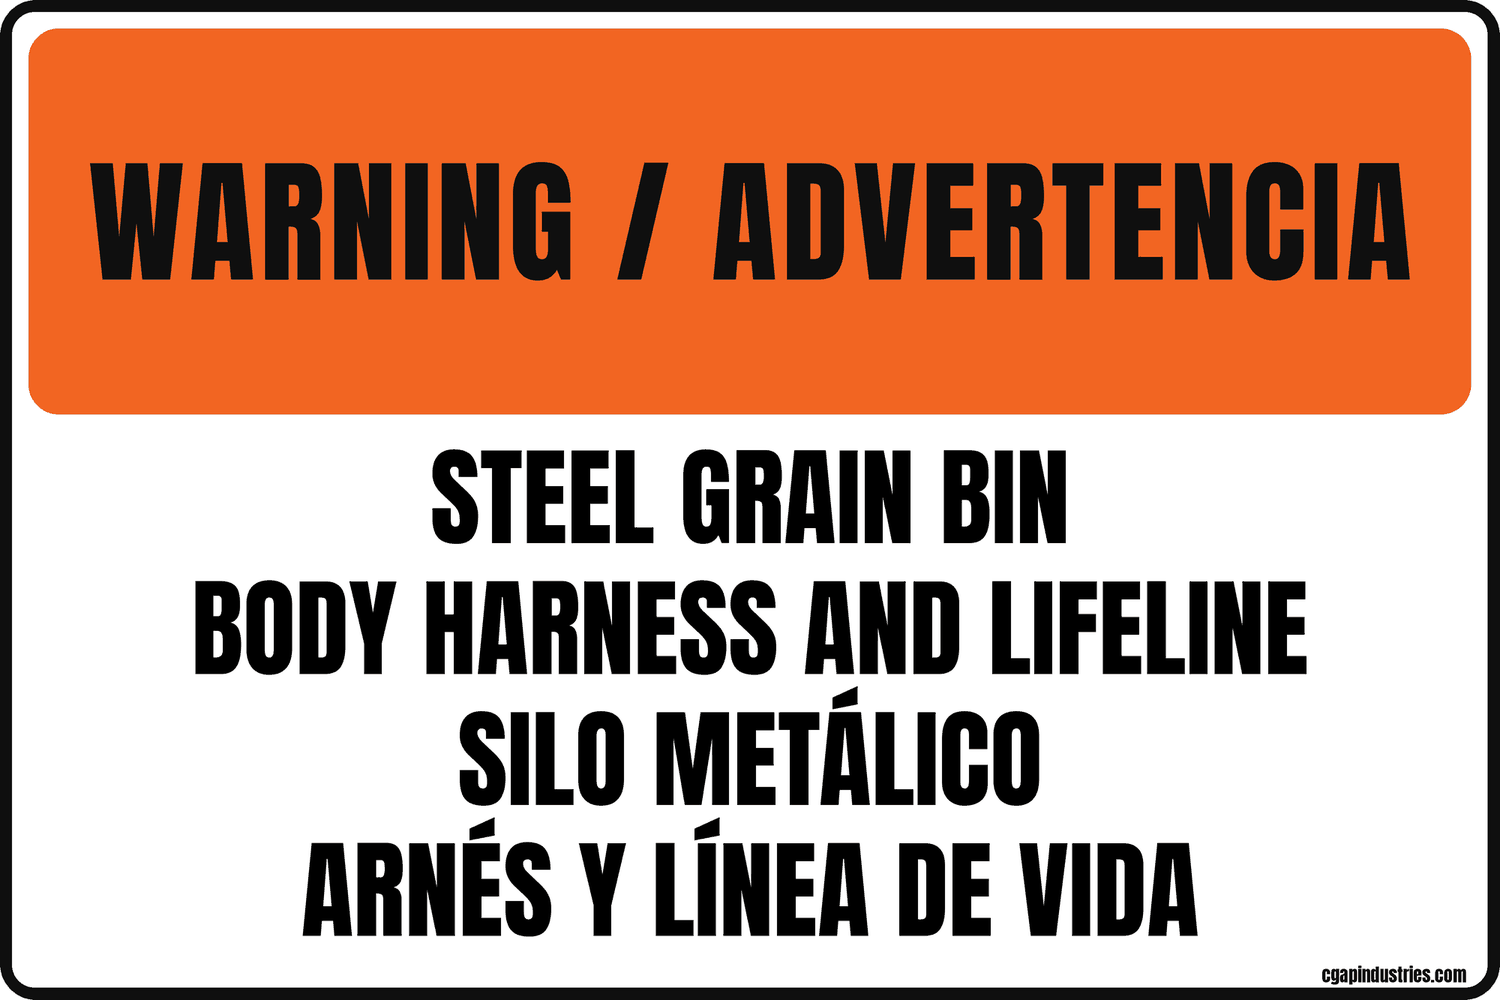 WARNING / ADVERTENCIA
STEEL GRAIN BIN
BODY HARNESS AND LIFELINE
SILO METÁLICO
ARNÉS Y LÍNEA DE VIDA
cgapindustries.com